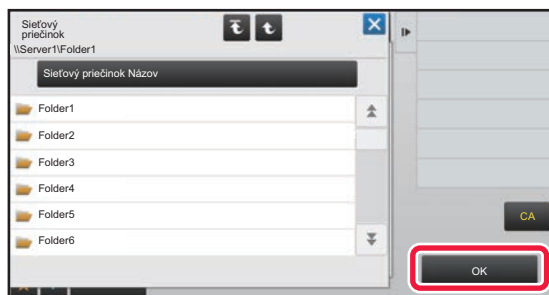 Sieťový
priečinok
\\Server1\Folder1
Sieťový priečinok Názov
Folder1
Folder2
Folder3
Folder4
Folder5
Folder6
CA
OK